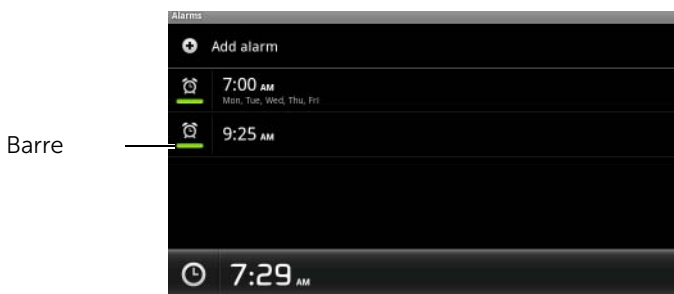 Alarms
Add alarm
7:00 AM
Mon, Tue, Wed, Thu, Fri
9:25 AM
Barre
7:29 AM